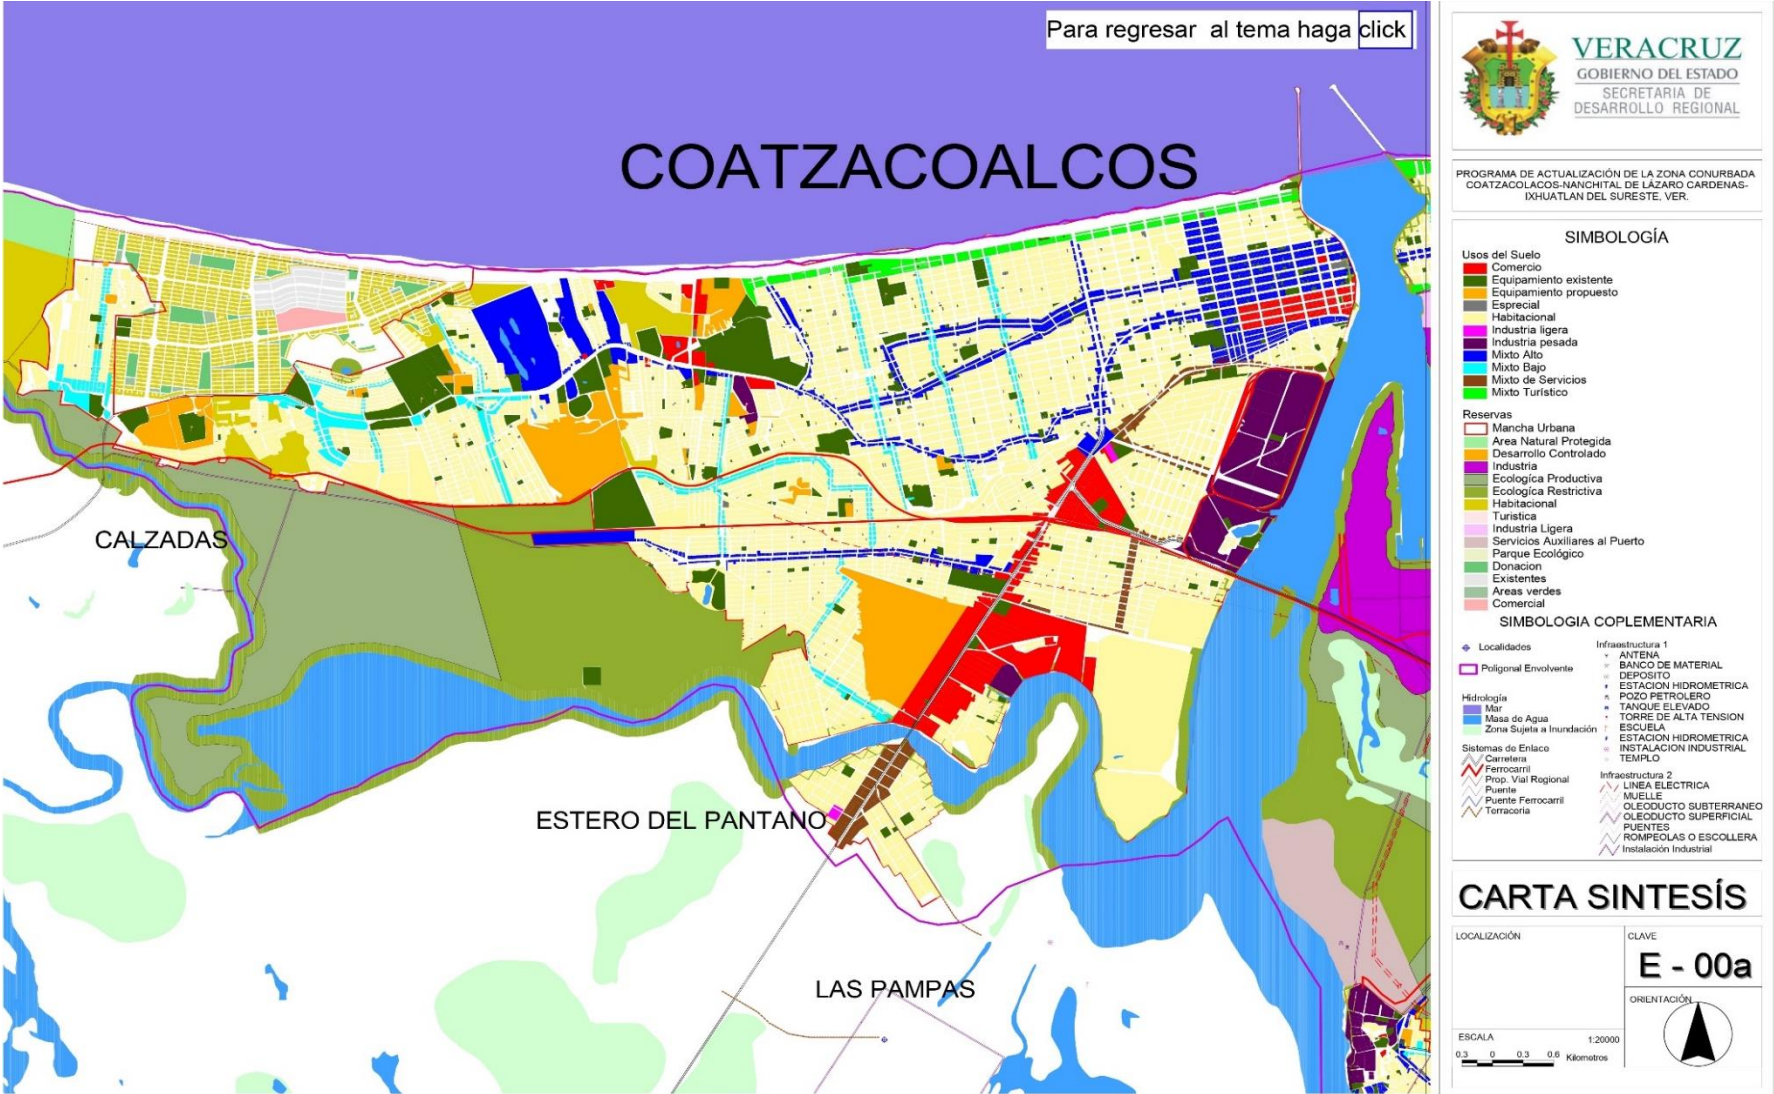 Para regresar al tema haga click
COATZACOALCOS
CALZADAS
ESTERO DEL PANTANO
LAS PAMPAS
VERACRUZ
GOBIERNO DEL ESTADO
SECRETARIA DE
DESARROLLO REGIONAL
PROGRAMA DE ACTUALIZACIÓN DE LA ZONA CONURBADA
COATZACOLACOS-NANCHITAL DE LÁZARO CARDENAS-
IXHUATLAN DEL SURESTE, VER.
SIMBOLOGÍA
Usos del Suelo
Comercio
Equipamiento existente
Equipamiento propuesto
Esprecial
Habitacional
Industria ligera
Industria pesada
Mixto Alto
Mixto Bajo
Mixto de Servicios
Mixto Turístico
Reservas
Mancha Urbana
Area Natural Protegida
Desarrollo Controlado
Industria
Ecologíca Productiva
Ecologíca Restrictiva
Habitacional
Turistica
Industria Ligera
Servicios Auxiliares al Puerto
Parque Ecológico
Donacion
Existentes
Areas verdes
Comercial
SIMBOLOGIA COPLEMENTARIA
Localidades
Poligonal Envolvente
Hidrología
Mar
Masa de Agua
Zona Sujeta a Inundación
Sistemas de Enlace
Carretera
Ferrocarril
Prop. Vial Regional
Puente
Puente Ferrocarril
Terraceria
Infraestructura 1
ANTENA
BANCO DE MATERIAL
DEPOSITO
ESTACION HIDROMETRICA
POZO PETROLERO
TANQUE ELEVADO
TORRE DE ALTA TENSION
ESCUELA
ESTACION HIDROMETRICA
INSTALACION INDUSTRIAL
TEMPLO
Infraestructura 2
LINEA ELECTRICA
MUELLE
OLEODUCTO SUBTERRANEO
OLEODUCTO SUPERFICIAL
PUENTES
ROMPEOLAS O ESCOLLERA
Instalación Industrial
CARTA SINTESÍS
LOCALIZACIÓN
CLAVE
E - 00a
ORIENTACIÓN
ESCALA 1:20000
0.3 0 0.3 0.6 Kilometros